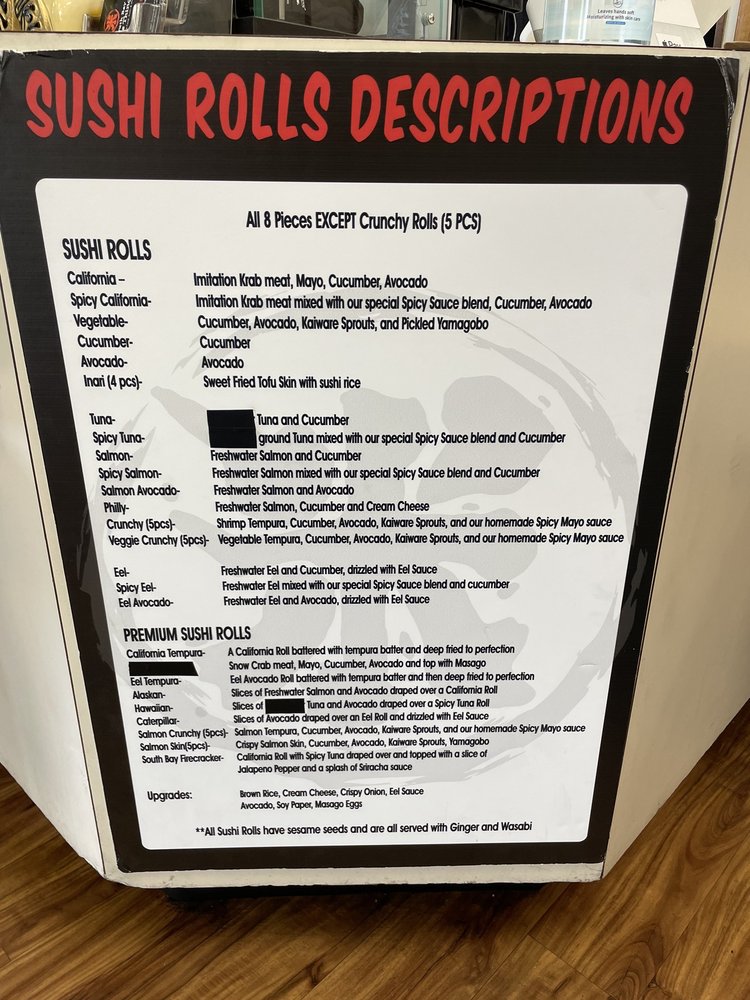 Leaves hands soft
Moisturizing with skin care
SUSHI ROLLS DESCRIPTIONS
All 8 Pieces EXCEPT Crunchy Rolls (5 PCS)
SUSHI ROLLS
California – Imitation Krab meat, Mayo, Cucumber, Avocado
Spicy California- Imitation Krab meat mixed with our special Spicy Sauce blend, Cucumber, Avocado
Vegetable- Cucumber, Avocado, Kaiware Sprouts, and Pickled Yamagobo
Cucumber- Cucumber
Avocado- Avocado
Inari (4 pcs)- Sweet Fried Tofu Skin with sushi rice
Tuna- Tuna and Cucumber
Spicy Tuna- ground Tuna mixed with our special Spicy Sauce blend and Cucumber
Salmon- Freshwater Salmon and Cucumber
Spicy Salmon- Freshwater Salmon mixed with our special Spicy Sauce blend and Cucumber
Salmon Avocado- Freshwater Salmon and Avocado
Philly- Freshwater Salmon, Cucumber and Cream Cheese
Crunchy (5pcs)- Shrimp Tempura, Cucumber, Avocado, Kaiware Sprouts, and our homemade Spicy Mayo sauce
Veggie Crunchy (5pcs)- Vegetable Tempura, Cucumber, Avocado, Kaiware Sprouts, and our homemade Spicy Mayo sauce
Eel- Freshwater Eel and Cucumber, drizzled with Eel Sauce
Spicy Eel- Freshwater Eel mixed with our special Spicy Sauce blend and cucumber
Eel Avocado- Freshwater Eel and Avocado, drizzled with Eel Sauce
PREMIUM SUSHI ROLLS
California Tempura- A California Roll battered with tempura batter and deep fried to perfection
Snow Crab meat, Mayo, Cucumber, Avocado and top with Masago
Eel Tempura- Eel Avocado Roll battered with tempura batter and then deep fried to perfection
Alaskan- Slices of Freshwater Salmon and Avocado draped over a California Roll
Hawaiian- Slices of Tuna and Avocado draped over a Spicy Tuna Roll
Caterpillar- Slices of Avocado draped over an Eel Roll and drizzled with Eel Sauce
Salmon Crunchy (5pcs)- Salmon Tempura, Cucumber, Avocado, Kaiware Sprouts, and our homemade Spicy Mayo sauce
Salmon Skin(5pcs)- Crispy Salmon Skin, Cucumber, Avocado, Kaiware Sprouts, Yamagobo
South Bay Firecracker- California Roll with Spicy Tuna draped over and topped with a slice of
Jalapeno Pepper and a splash of Sriracha sauce
Upgrades: Brown Rice, Cream Cheese, Crispy Onion, Eel Sauce
Avocado, Soy Paper, Masago Eggs
**All Sushi Rolls have sesame seeds and are all served with Ginger and Wasabi